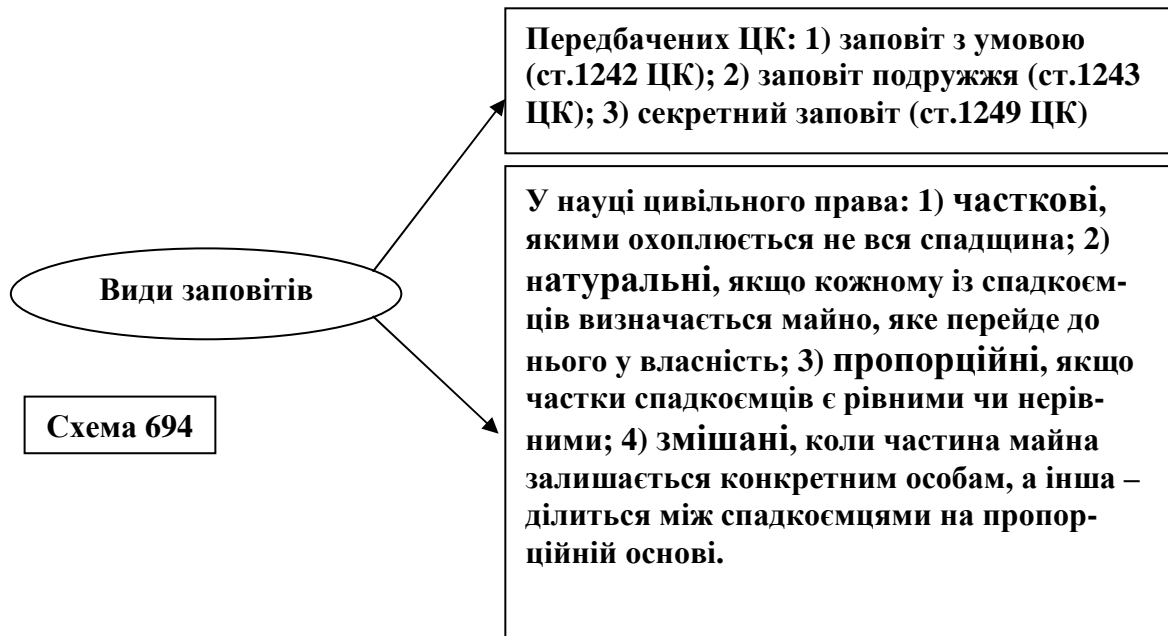 Передбачених ЦК: 1) заповіт з умовою
(ст.1242 ЦК); 2) заповіт подружжя (ст.1243
ЦК); 3) секретний заповіт (ст.1249 ЦК)
У науці цивільного права: 1) часткові,
якими охоплюється не вся спадщина; 2)
натуральні, якщо кожному із спадкоєм-
ців визначається майно, яке перейде до
нього у власність; 3) пропорційні, якщо
частки спадкоємців є рівними чи нерів-
ними; 4) змішані, коли частина майна
залишається конкретним особам, а інша –
ділиться між спадкоємцями на пропор-
ційній основі.
Види заповітів
Схема 694